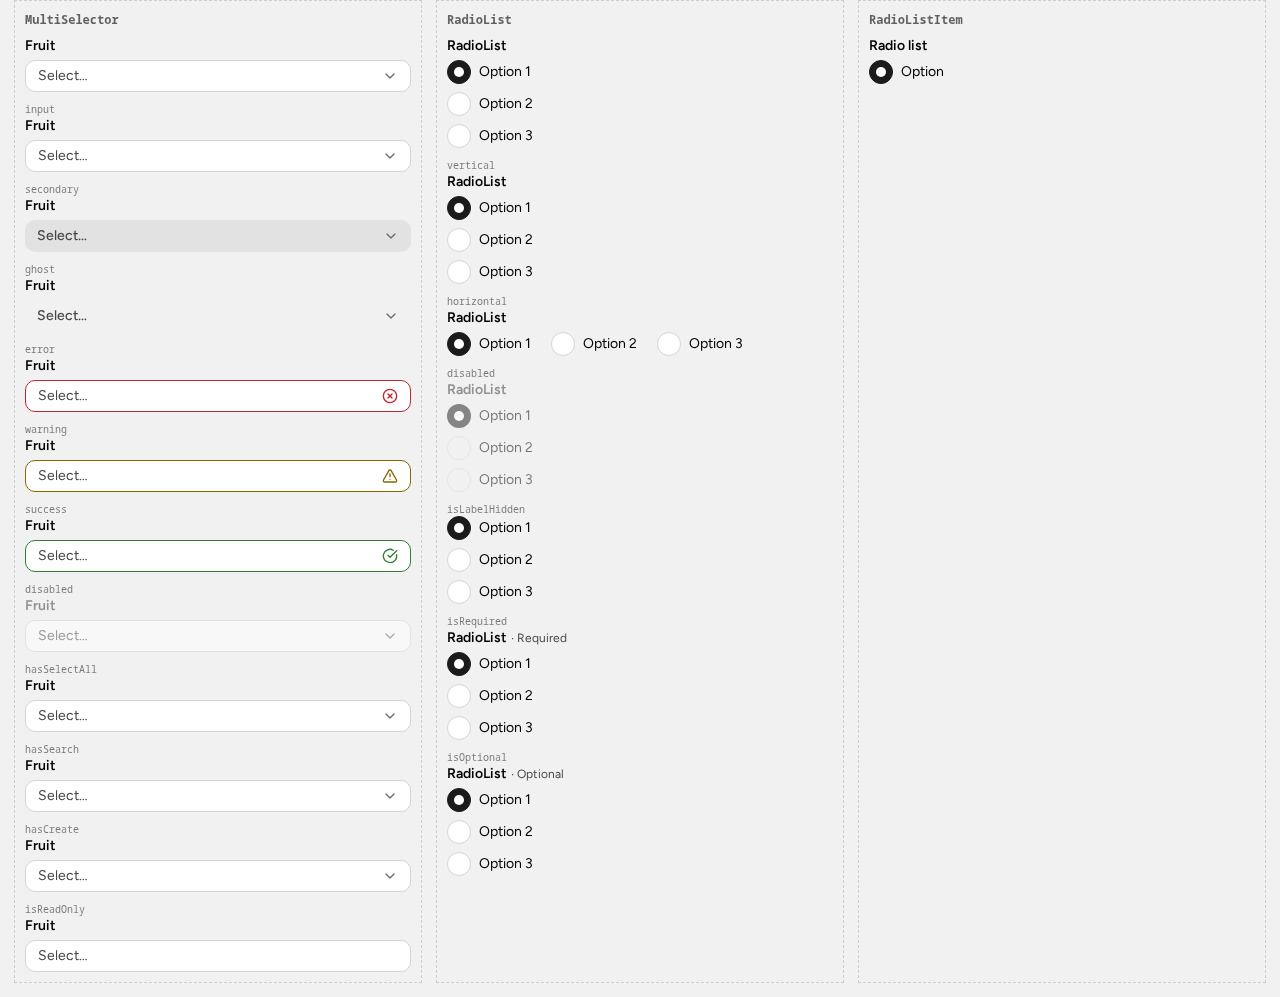 MultiSelector
Fruit
Select...
input
Fruit
Select...
secondary
Fruit
Select...
ghost
Fruit
Select...
error
Fruit
Select...
warning
Fruit
Select...
success
Fruit
Select...
disabled
Fruit
Select...
hasSelectAll
Fruit
Select...
hasSearch
Fruit
Select...
hasCreate
Fruit
Select...
isReadOnly
Fruit
Select...
RadioList
RadioList
Option 1
Option 2
Option 3
vertical
RadioList
Option 1
Option 2
Option 3
horizontal
RadioList
Option 1 Option 2 Option 3
disabled
RadioList
Option 1
Option 2
Option 3
isLabelHidden
Option 1
Option 2
Option 3
isRequired
RadioList · Required
Option 1
Option 2
Option 3
isOptional
RadioList · Optional
Option 1
Option 2
Option 3
RadioListItem
Radio list
Option